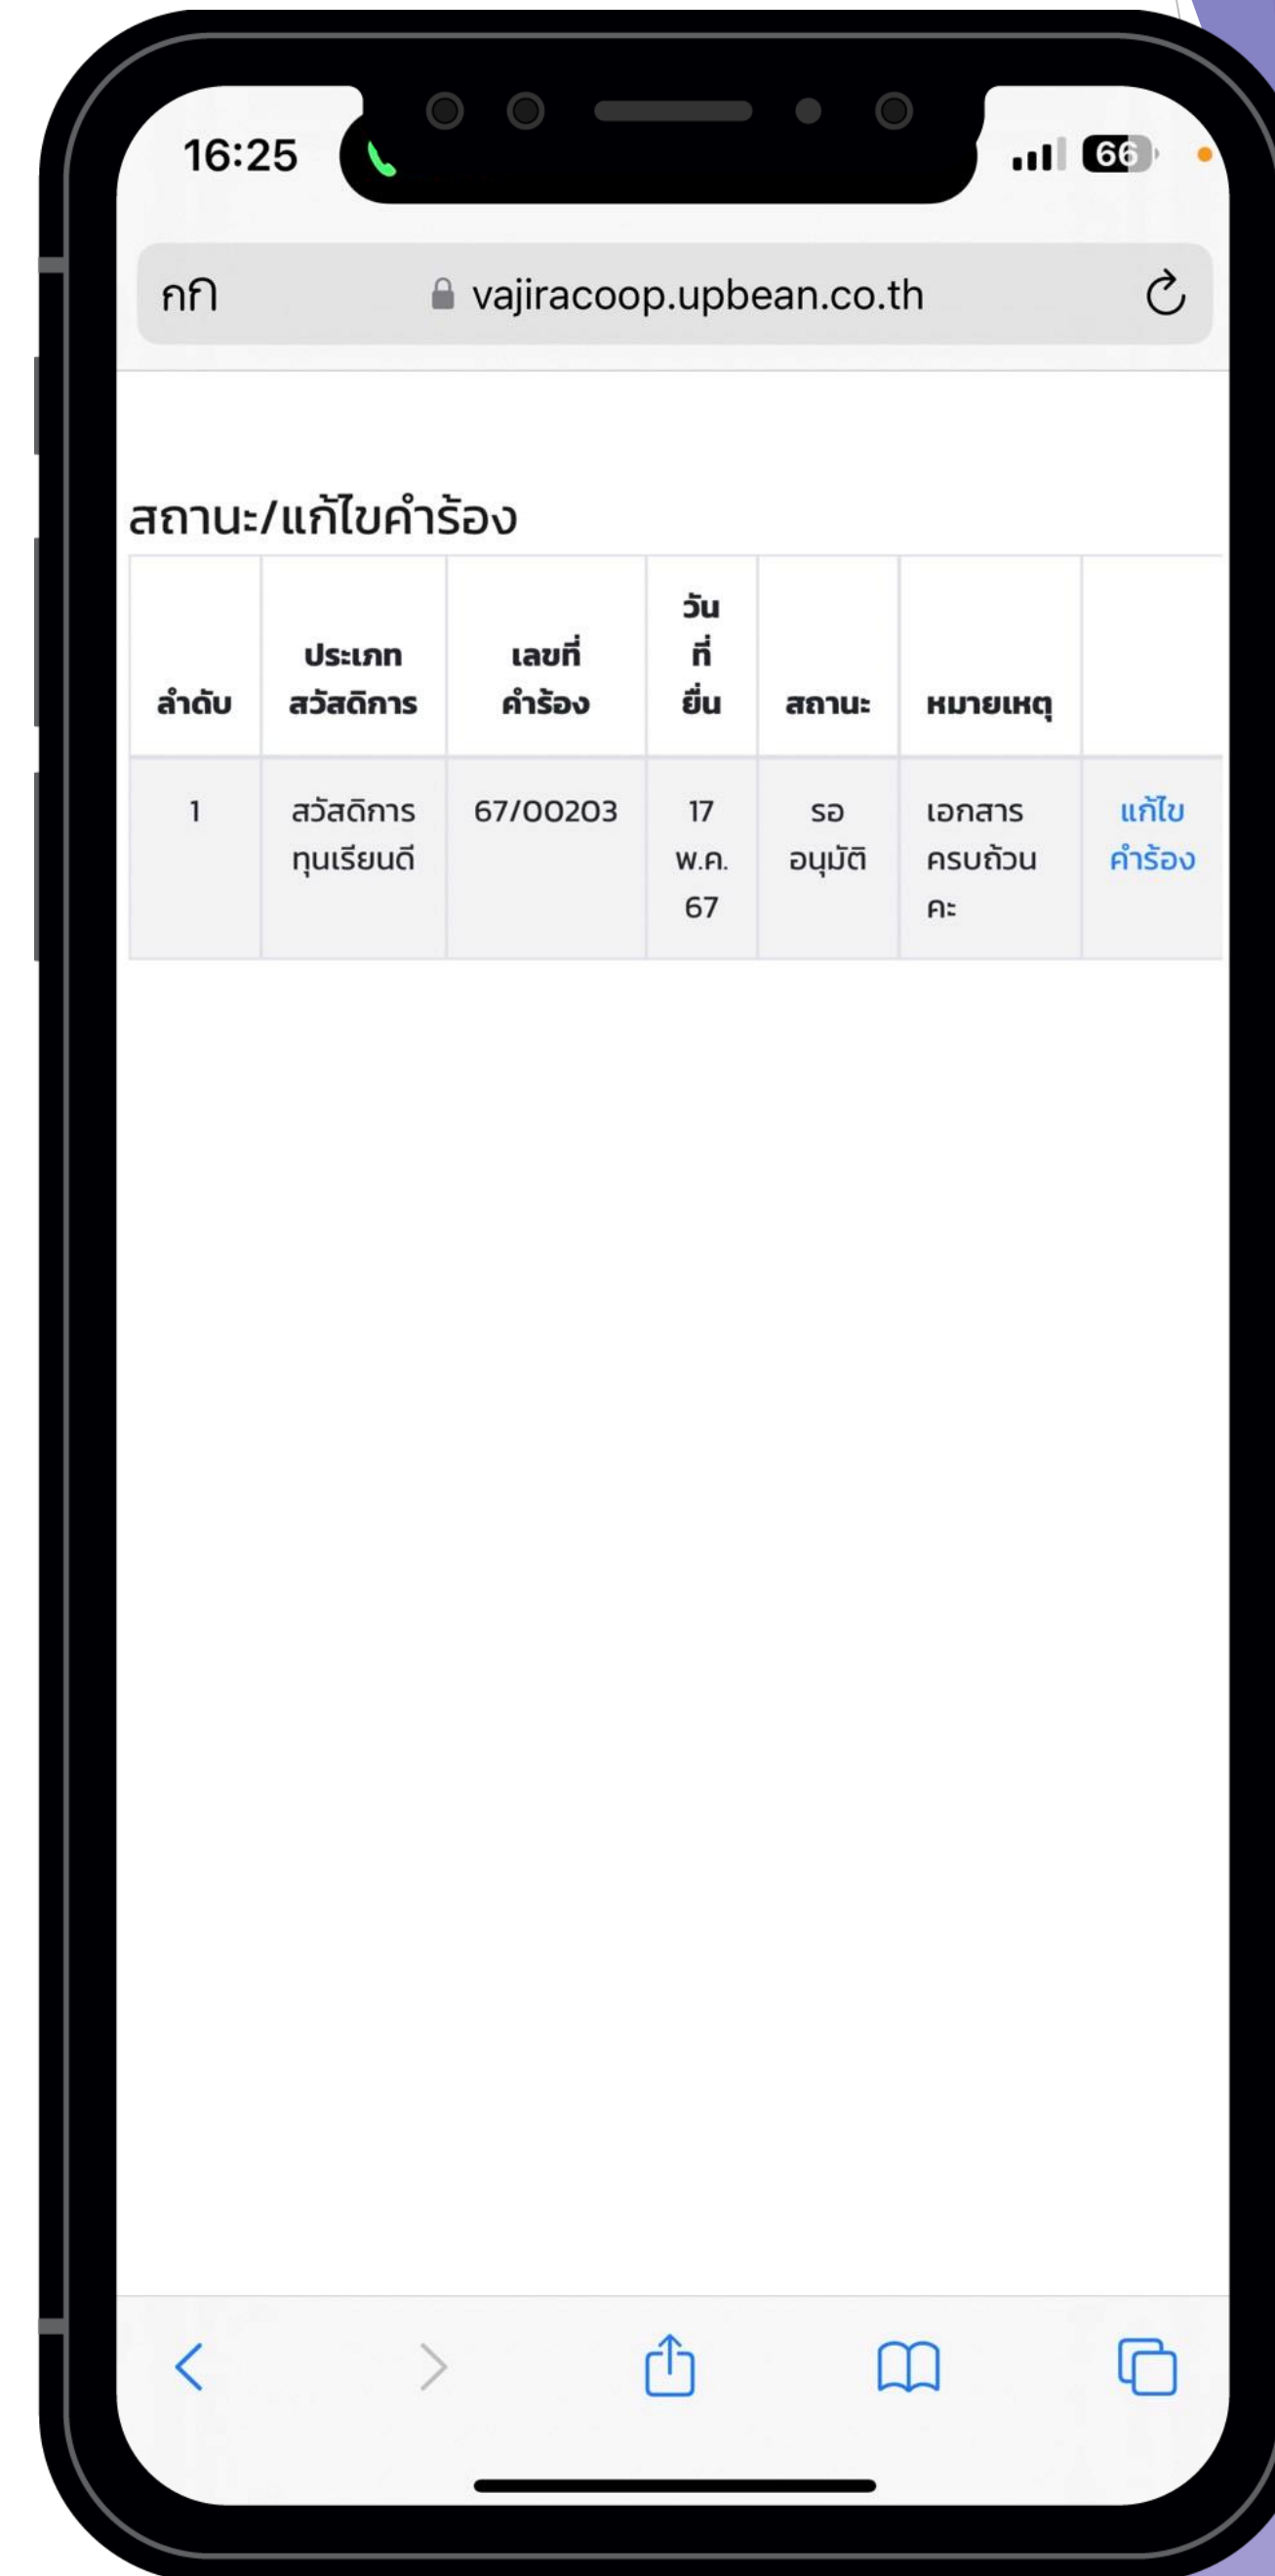 16:25
66
กก vajiracoop.upbean.co.th
สถานะ/แก้ไขคำร้อง
ลำดับ
ประเภท
สวัสดิการ
เลขที่
คำร้อง
วัน
ที่
ยื่น
สถานะ
หมายเหตุ
1
สวัสดิการ
ทุนเรียนดี
67/00203
17
พ.ค.
67
รอ
อนุมัติ
เอกสาร
ครบถ้วน
คะ
แก้ไข
คำร้อง